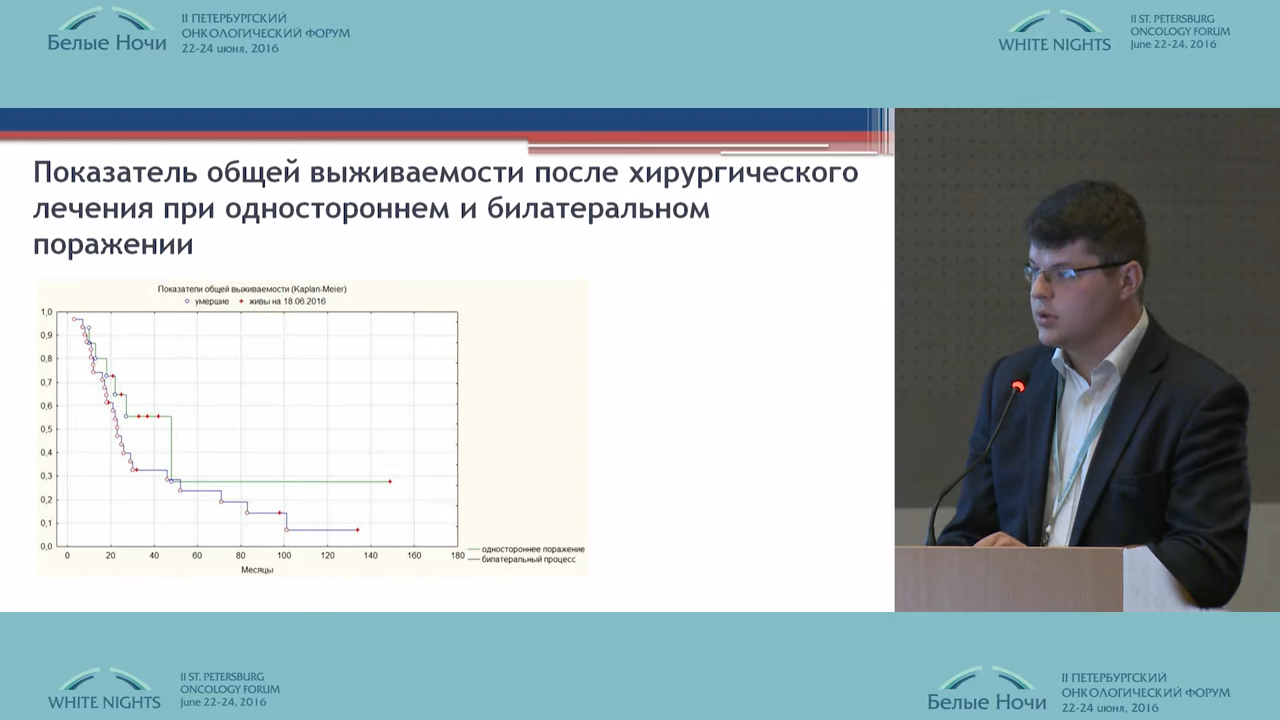 II ПЕТЕРБУРГСКИЙ
ОНКОЛОГИЧЕСКИЙ ФОРУМ
Белые Ночи
22-24 июня, 2016
II ST. PETERSBURG
ONCOLOGY FORUM
WHITE NIGHTS
June 22-24, 2016
Показатель общей выживаемости после хирургического
лечения при одностороннем и билатеральном
поражении
Показатели общей выживаемости (Kaplan-Meier)
умершие живы на 18.06.2016
1,0
0,9
0,8
0,7
0,6
0,5
0,4
0,3
0,2
0,1
0,0
0 20 40 60 80 100 120 140 160 180
Месяцы
одностороннее поражение
билатеральный процесс
II ST. PETERSBURG
ONCOLOGY FORUM
WHITE NIGHTS
June 22-24, 2016
II ПЕТЕРБУРГСКИЙ
ОНКОЛОГИЧЕСКИЙ ФОРУМ
Белые Ночи
22-24 июня, 2016